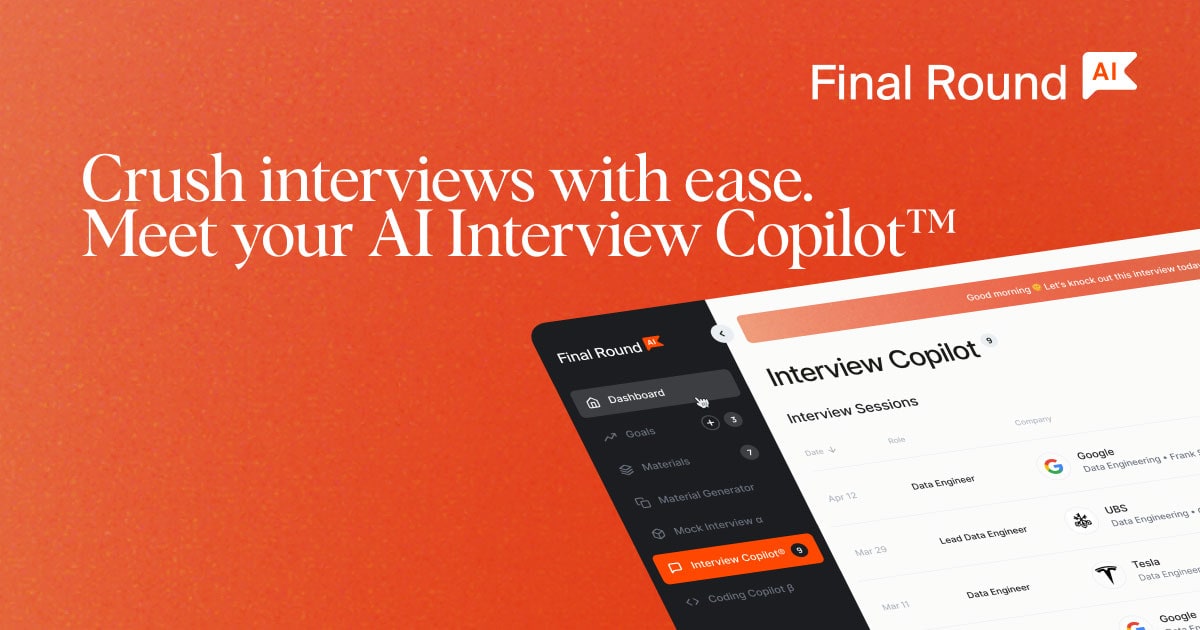 Final Round AI
Crush interviews with ease.
Meet your AI Interview Copilot™
Good morning 😊 Let's knock out this interview today
Final Round AI
Dashboard
Goals 3
Materials 7
Material Generator
Mock Interview α
Interview Copilot® 9
Coding Copilot β
Interview Copilot 9
Interview Sessions
Date ↓ Role Company
Apr 12 Data Engineer Google
Data Engineering • Frank
Mar 29 Lead Data Engineer UBS
Data Engineering •
Mar 11 Data Engineer Tesla
Data Engineer
Google